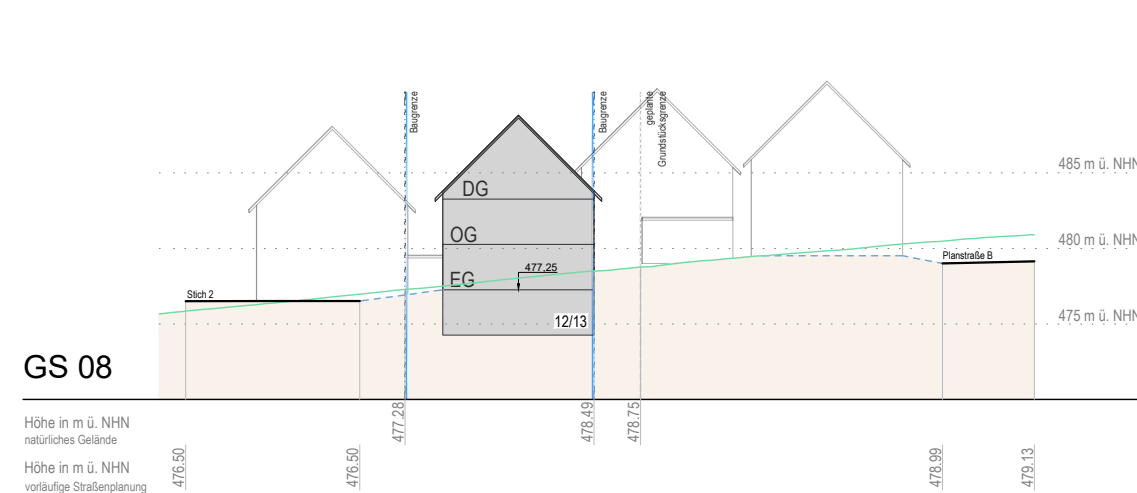 Baugrenze
Baugrenze
geplante
Grundstücksgrenze
485 m ü. NHN
DG
OG
480 m ü. NHN
Planstraße B
EG
477.25
Stich 2
12/13
475 m ü. NHN
GS 08
Höhe in m ü. NHN
natürliches Gelände
477.28
478.49
478.75
Höhe in m ü. NHN
vorläufige Straßenplanung
476.50
476.50
478.99
479.13